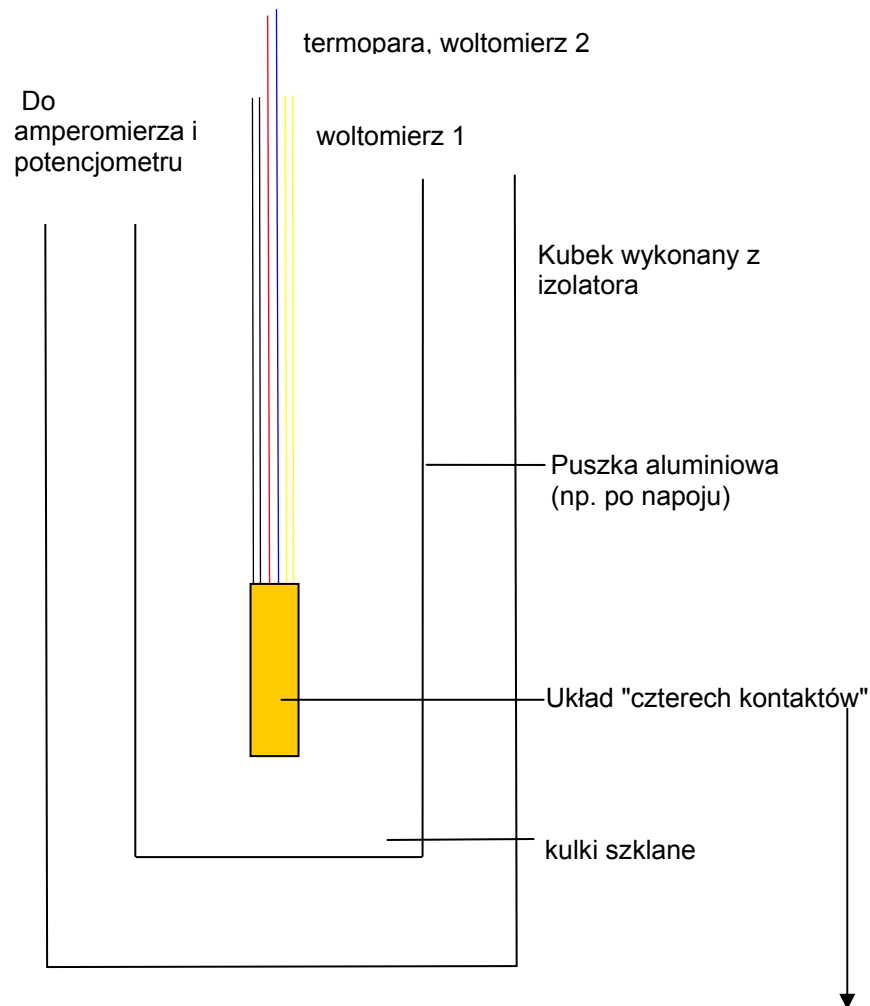 termopara, woltomierz 2
Do
amperomierza i
potencjometru
woltomierz 1
Kubek wykonany z
izolatora
Puszka aluminiowa
(np. po napoju)
Układ "czterech kontaktów"
kulki szklane